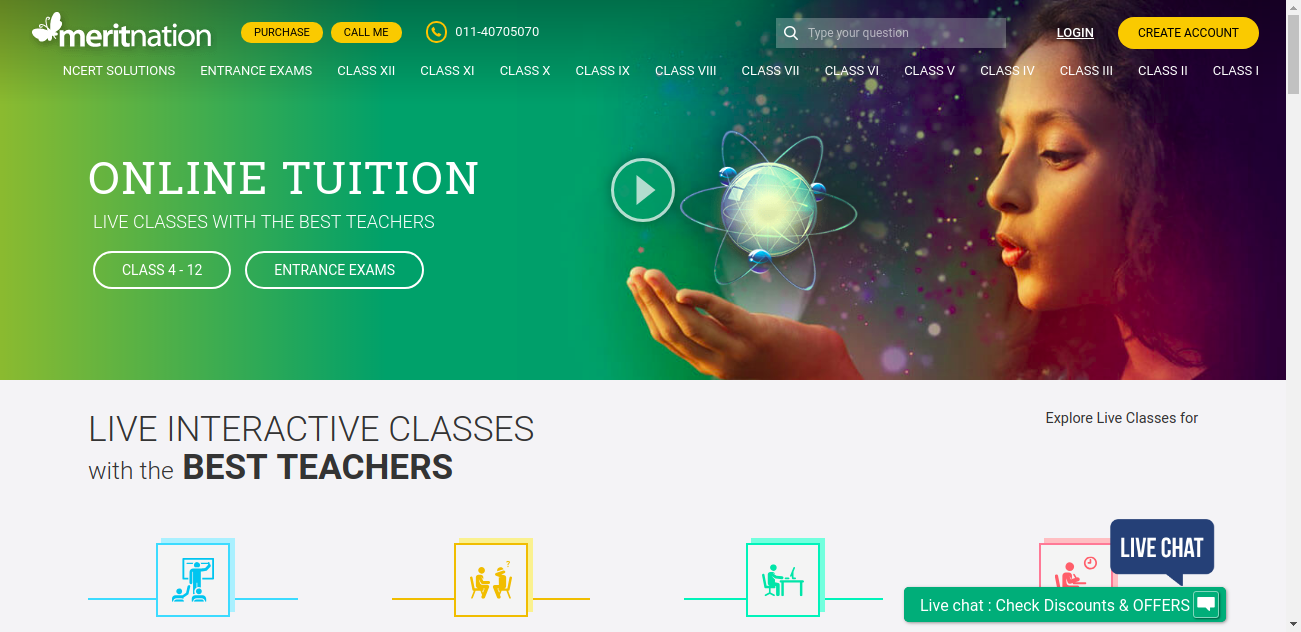 meritnation
PURCHASE
CALL ME
011-40705070
Type your question
LOGIN
CREATE ACCOUNT
NCERT SOLUTIONS ENTRANCE EXAMS CLASS XII CLASS XI CLASS X CLASS IX CLASS VIII CLASS VII CLASS VI CLASS V CLASS IV CLASS III CLASS II CLASS I
ONLINE TUITION
LIVE CLASSES WITH THE BEST TEACHERS
CLASS 4 - 12
ENTRANCE EXAMS
LIVE INTERACTIVE CLASSES
with the BEST TEACHERS
Explore Live Classes for
?
LIVE CHAT
Live chat : Check Discounts & OFFERS